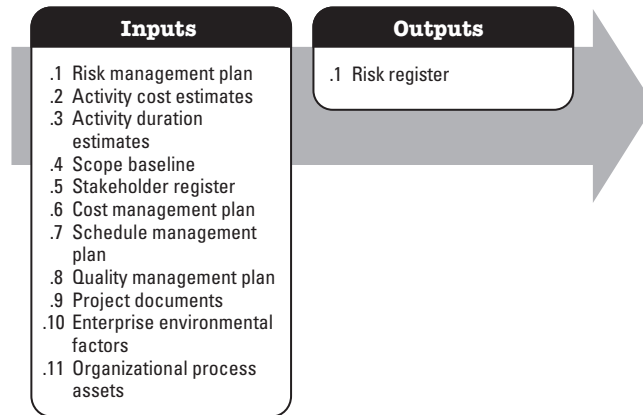 Inputs
.1 Risk management plan
.2 Activity cost estimates
.3 Activity duration
estimates
.4 Scope baseline
.5 Stakeholder register
.6 Cost management plan
.7 Schedule management
plan
.8 Quality management plan
.9 Project documents
.10 Enterprise environmental
factors
.11 Organizational process
assets
Outputs
.1 Risk register